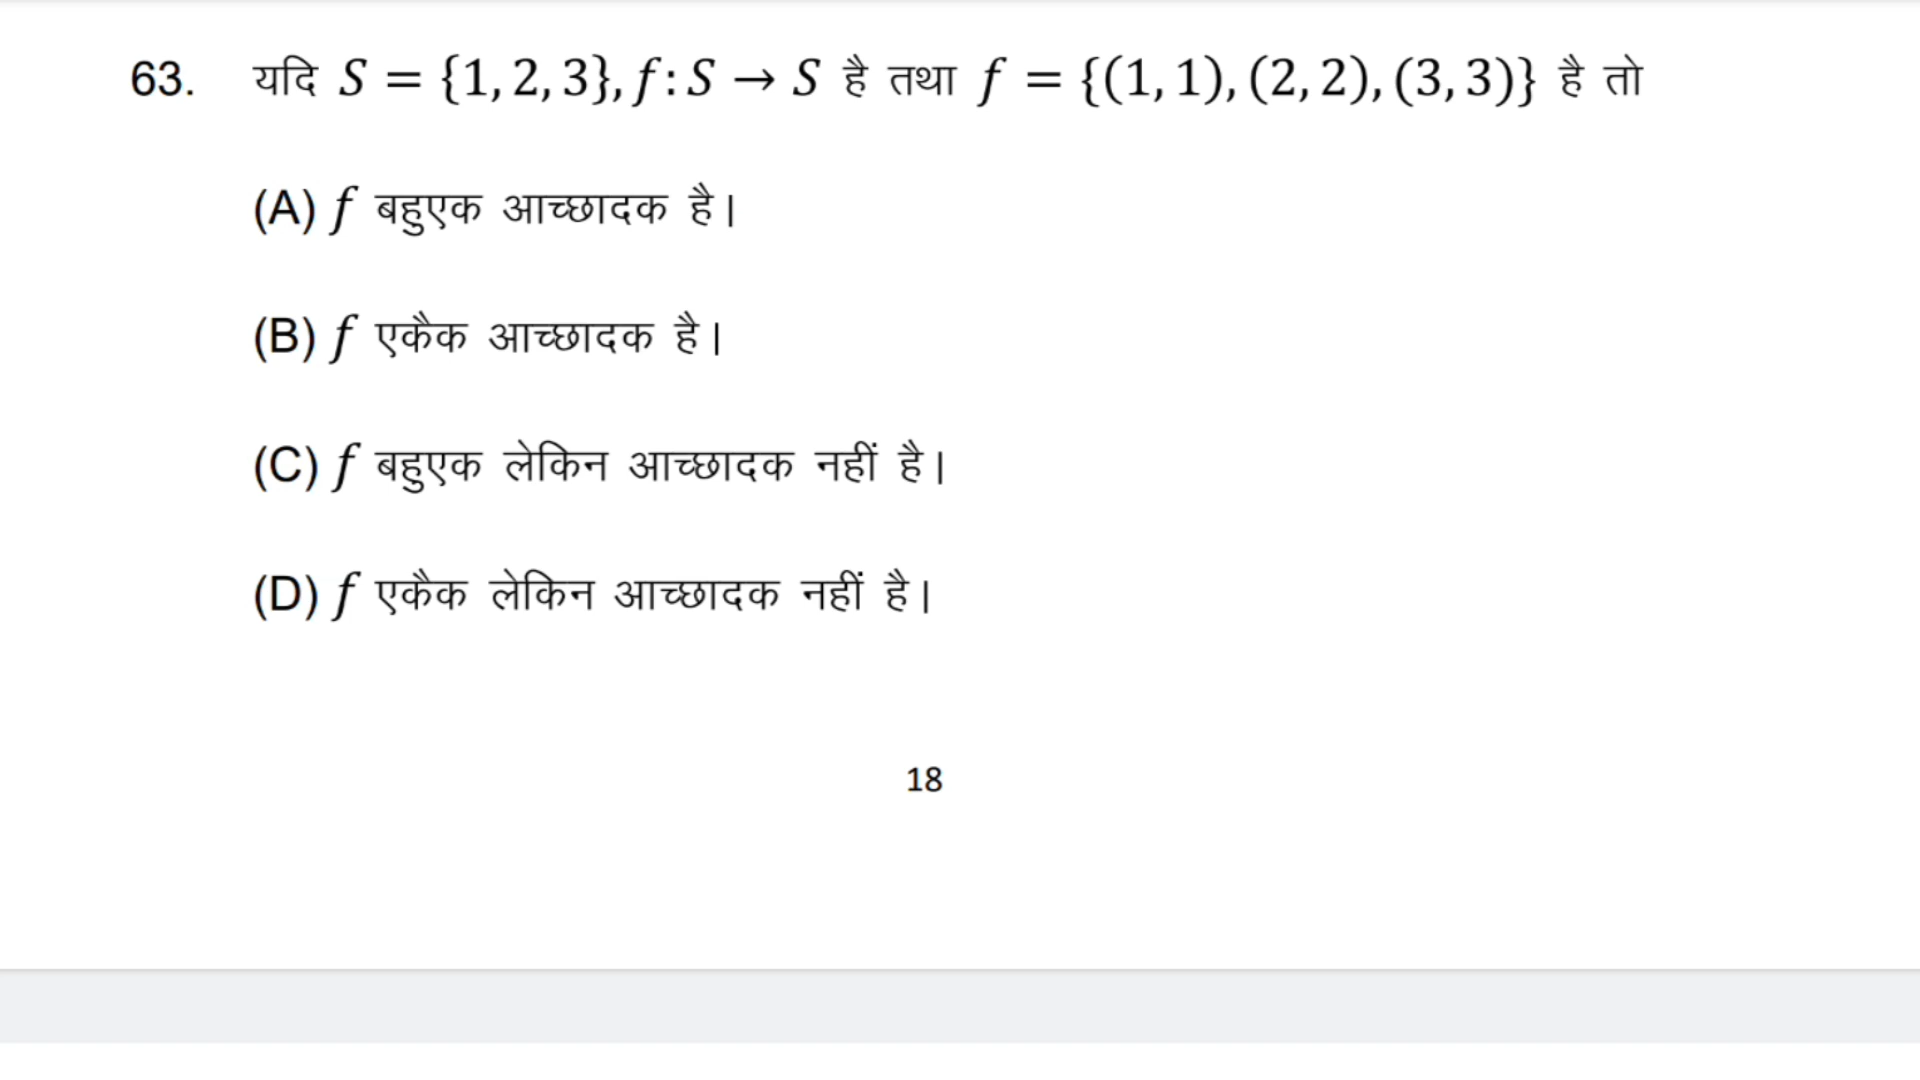 63. यदि S = {1, 2, 3}, f: S → S है तथा f = {(1, 1), (2, 2), (3, 3)} है तो
(A) f बहुएक आच्छादक है।
(B) f एकैक आच्छादक है।
(C) f बहुएक लेकिन आच्छादक नहीं है।
(D) f एकैक लेकिन आच्छादक नहीं है।
18